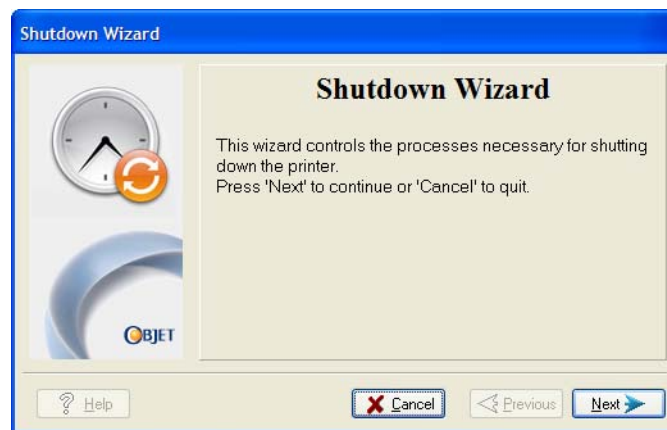 Shutdown Wizard
Shutdown Wizard
This wizard controls the processes necessary for shutting
down the printer.
Press 'Next' to continue or 'Cancel' to quit.
OBJET
Help
Cancel
Previous
Next